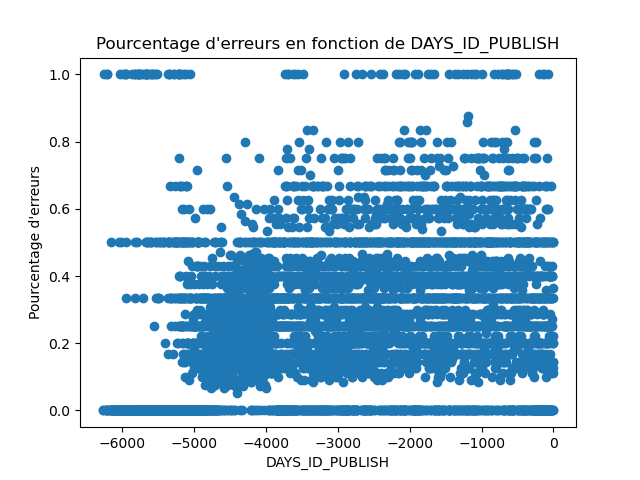 Pourcentage d'erreurs en fonction de DAYS_ID_PUBLISH
1.0
0.8
0.6
0.4
0.2
0.0
Pourcentage d'erreurs
−6000 −5000 −4000 −3000 −2000 −1000 0
DAYS_ID_PUBLISH